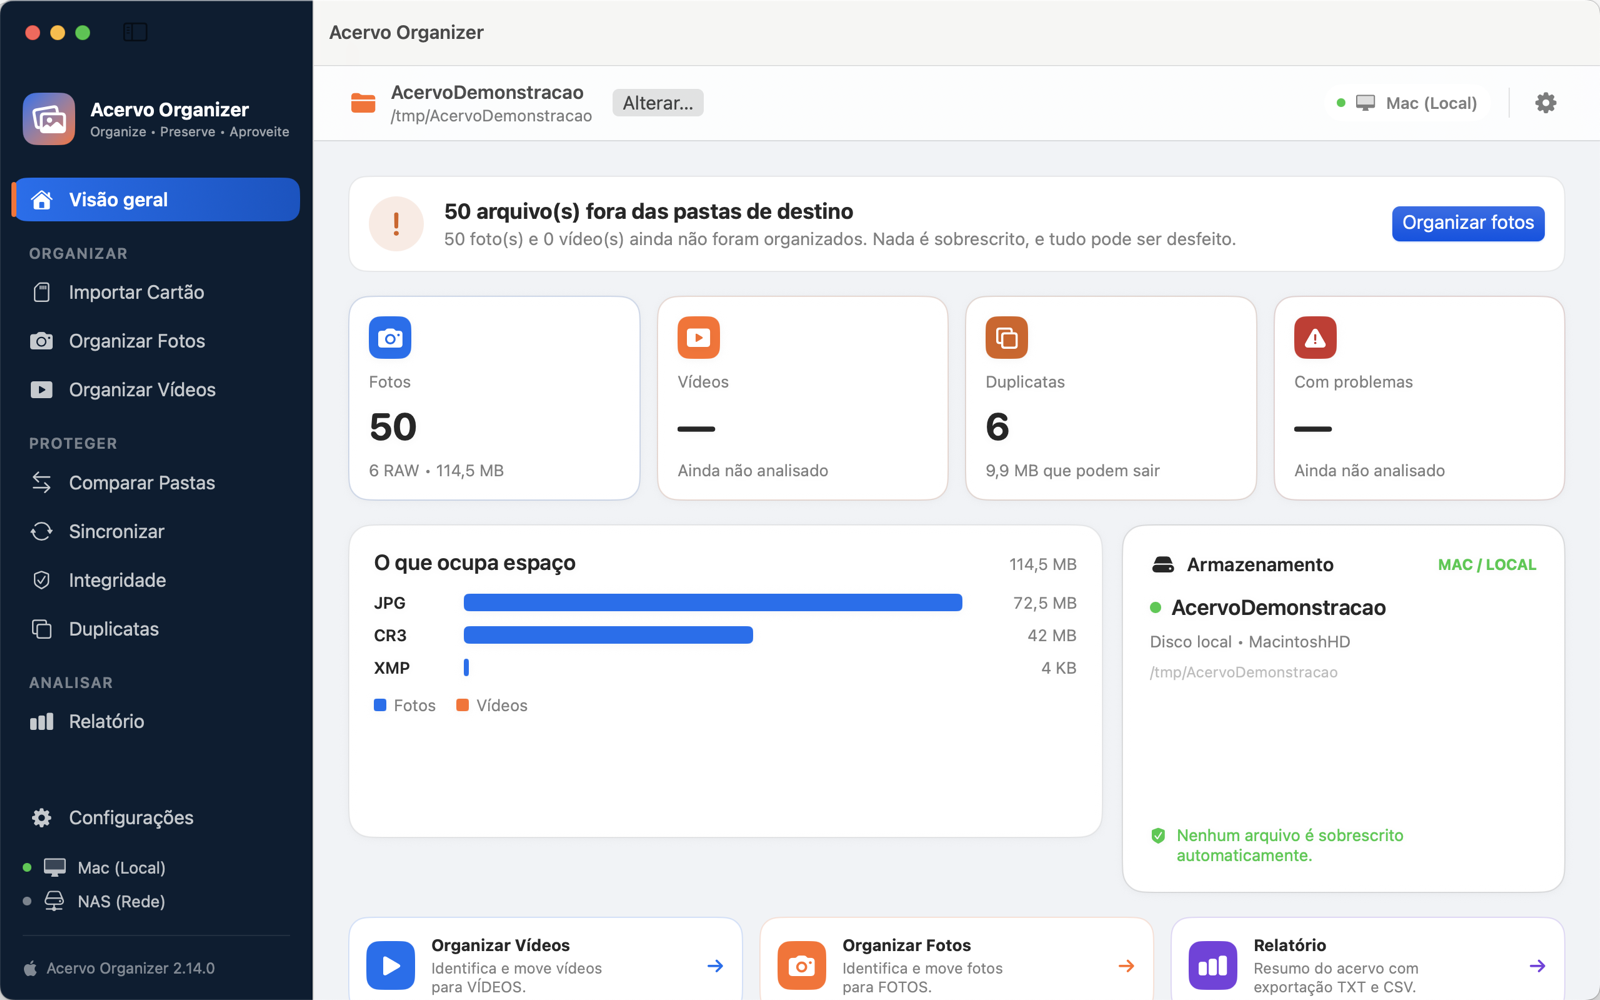 Acervo Organizer
Organize • Preserve • Aproveite
Visão geral
ORGANIZAR
Importar Cartão
Organizar Fotos
Organizar Vídeos
PROTEGER
Comparar Pastas
Sincronizar
Integridade
Duplicatas
ANALISAR
Relatório
Configurações
Mac (Local)
NAS (Rede)
Acervo Organizer 2.14.0
Acervo Organizer
AcervoDemonstracao
/tmp/AcervoDemonstracao
Alterar...
Mac (Local)
50 arquivo(s) fora das pastas de destino
50 foto(s) e 0 vídeo(s) ainda não foram organizados. Nada é sobrescrito, e tudo pode ser desfeito.
Organizar fotos
Fotos
50
6 RAW • 114,5 MB
Vídeos
—
Ainda não analisado
Duplicatas
6
9,9 MB que podem sair
Com problemas
—
Ainda não analisado
O que ocupa espaço
114,5 MB
JPG
72,5 MB
CR3
42 MB
XMP
4 KB
Fotos
Vídeos
Armazenamento
MAC / LOCAL
AcervoDemonstracao
Disco local • MacintoshHD
/tmp/AcervoDemonstracao
Nenhum arquivo é sobrescrito
automaticamente.
Organizar Vídeos
Identifica e move vídeos
para VÍDEOS.
Organizar Fotos
Identifica e move fotos
para FOTOS.
Relatório
Resumo do acervo com
exportação TXT e CSV.